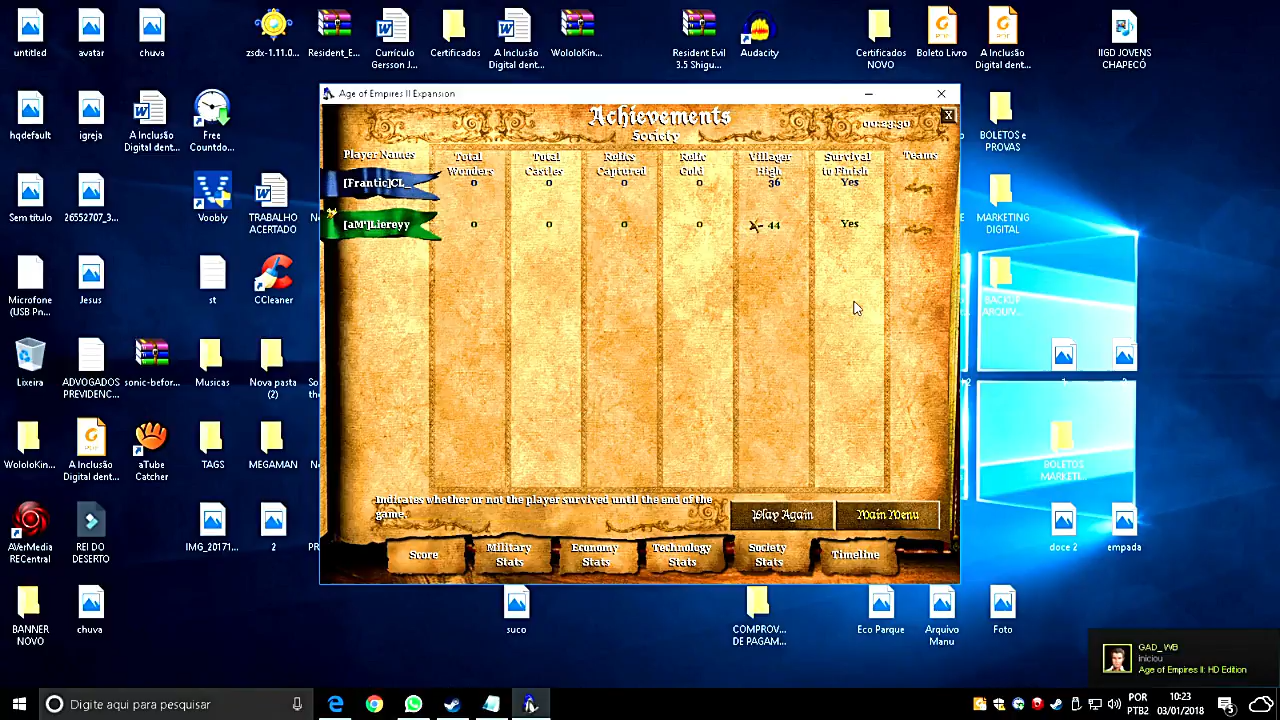 untitled
avatar
chuva
zsdx-1.11.0...
Resident_E...
Currículo
Gersson J...
Certificados
A Inclusão
Digital dent...
WololoKin...
Resident Evil
3.5 Shigu...
Audacity
Certificados
NOVO
Boleto Livro
A Inclusão
Digital dent...
IIGD JOVENS
CHAPECÓ
Age of Empires II Expansion
Achievements
Society
00:23:30
X
Player Names
Total
Wonders
Total
Castles
Relics
Captured
Relic
Gold
Villager
High
Survival
to Finish
Teams
[Frantic]CL_
0
0
0
0
36
Yes
0
0
0
0
44
Yes
Indicates whether or not the player survived until the end of the
game.
Play Again
Main Menu
Score
Military
Stats
Economy
Stats
Technology
Stats
Society
Stats
Timeline
hqdefault
igreja
A Inclusão
Digital dent...
Free
Countdo...
BOLETOS e
PROVAS
Sem título
26552707_3...
Voobly
TRABALHO
ACERTADO
MARKETING
DIGITAL
Microfone
(USB Pn...
Jesus
st
CCleaner
BACKUP
ARQUIV...
Lixeira
ADVOGADOS
PREVIDENC...
sonic-befor...
Musicas
Nova pasta
(2)
WololoKin...
A Inclusão
Digital dent...
aTube
Catcher
TAGS
MEGAMAN
BOLETOS
MARKETI...
AVerMedia
RECentral
REI DO
DESERTO
IMG_20171...
2
doce 2
empada
BANNER
NOVO
chuva
suco
COMPROV...
DE PAGAM...
Eco Parque
Arquivo
Manu
Foto
GAD_WB
iniciou
Age of Empires II: HD Edition
Digite aqui para pesquisar
POR
PTB2
10:23
03/01/2018
5